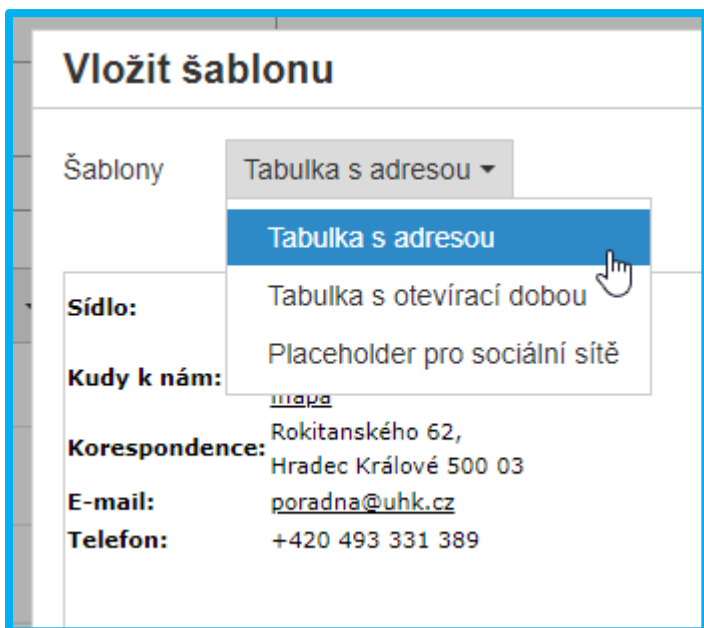 Vložit šablonu
Šablony Tabulka s adresou
Tabulka s adresou
Tabulka s otevírací dobou
Placeholder pro sociální sítě
Sídlo:
Kudy k nám:
mapa
Korespondence: Rokitanského 62,
Hradec Králové 500 03
E-mail: poradna@uhk.cz
Telefon: +420 493 331 389